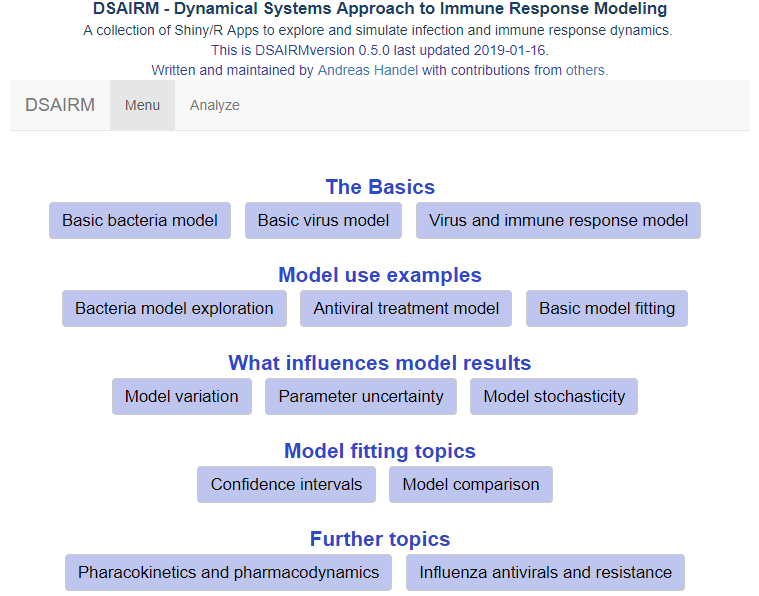 DSAIRM - Dynamical Systems Approach to Immune Response Modeling
A collection of Shiny/R Apps to explore and simulate infection and immune response dynamics.
This is DSAIRMversion 0.5.0 last updated 2019-01-16.
Written and maintained by Andreas Handel with contributions from others.
DSAIRM Menu Analyze
The Basics
Basic bacteria model Basic virus model Virus and immune response model
Model use examples
Bacteria model exploration Antiviral treatment model Basic model fitting
What influences model results
Model variation Parameter uncertainty Model stochasticity
Model fitting topics
Confidence intervals Model comparison
Further topics
Pharacokinetics and pharmacodynamics Influenza antivirals and resistance